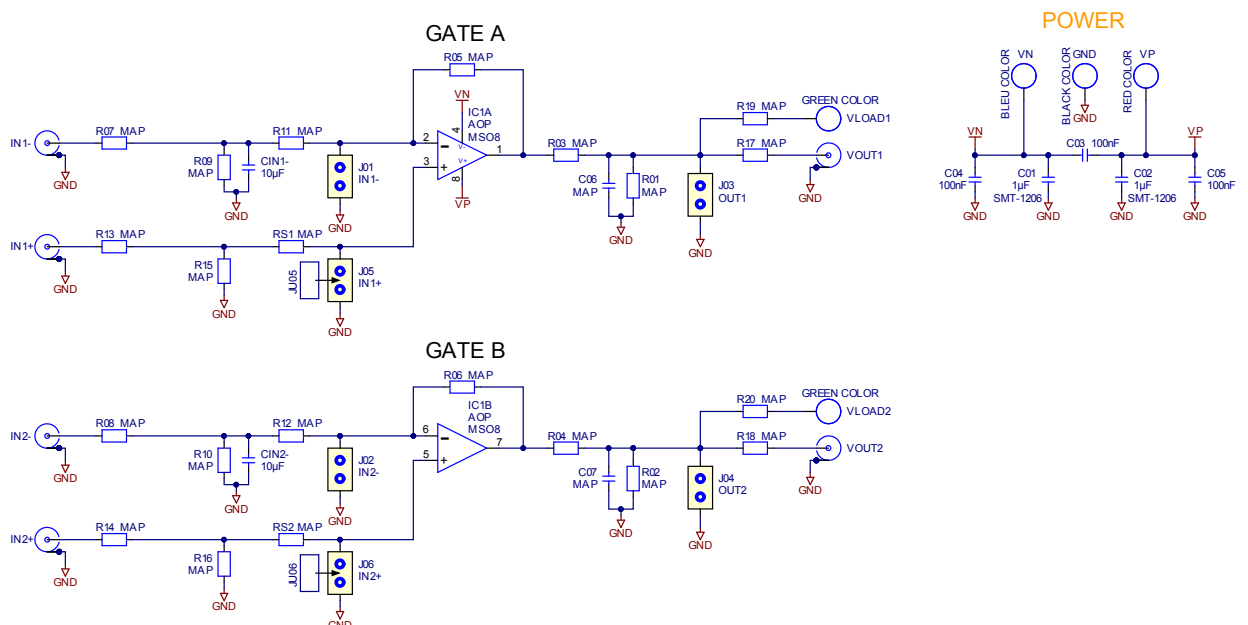 POWER
BLEU COLOR
VN
BLACK COLOR
GND
RED COLOR
VP
GND
VN
C03 100nF
VP
C04
100nF
C01
1µF
SMT-1206
C02
1µF
SMT-1206
C05
100nF
GND
GND
GND
GND
GATE A
R05 MAP
VN
IC1A
AOP
MSO8
4
V-
V+
8
VP
2
3
1
IN1-
GND
R07 MAP
R09
MAP
CIN1-
10µF
GND
R11 MAP
J01
IN1-
GND
R03 MAP
C06
MAP
R01
MAP
GND
J03
OUT1
GND
R19 MAP
GREEN COLOR
VLOAD1
R17 MAP
VOUT1
GND
IN1+
GND
R13 MAP
R15
MAP
GND
RS1 MAP
JU05
J05
IN1+
GND
GATE B
R06 MAP
IC1B
AOP
MSO8
6
5
7
IN2-
GND
R08 MAP
R10
MAP
CIN2-
10µF
GND
R12 MAP
J02
IN2-
GND
R04 MAP
C07
MAP
R02
MAP
GND
J04
OUT2
GND
R20 MAP
GREEN COLOR
VLOAD2
R18 MAP
VOUT2
GND
IN2+
GND
R14 MAP
R16
MAP
GND
RS2 MAP
JU06
J06
IN2+
GND